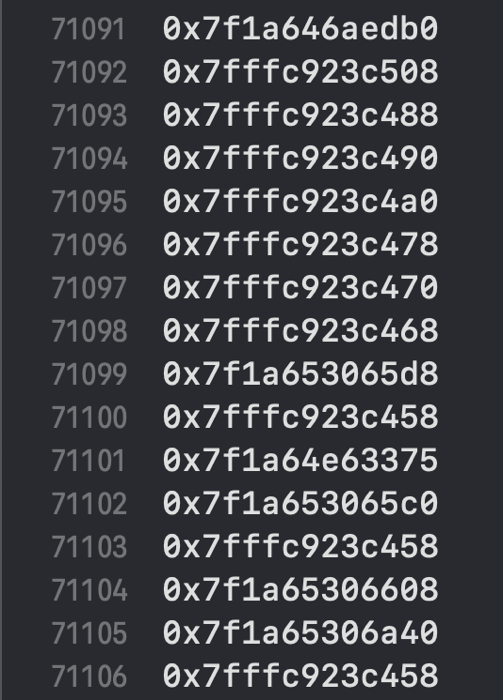 71091 0x7f1a646aedb0
71092 0x7fffc923c508
71093 0x7fffc923c488
71094 0x7fffc923c490
71095 0x7fffc923c4a0
71096 0x7fffc923c478
71097 0x7fffc923c470
71098 0x7fffc923c468
71099 0x7f1a653065d8
71100 0x7fffc923c458
71101 0x7f1a64e63375
71102 0x7f1a653065c0
71103 0x7fffc923c458
71104 0x7f1a65306608
71105 0x7f1a65306a40
71106 0x7fffc923c458